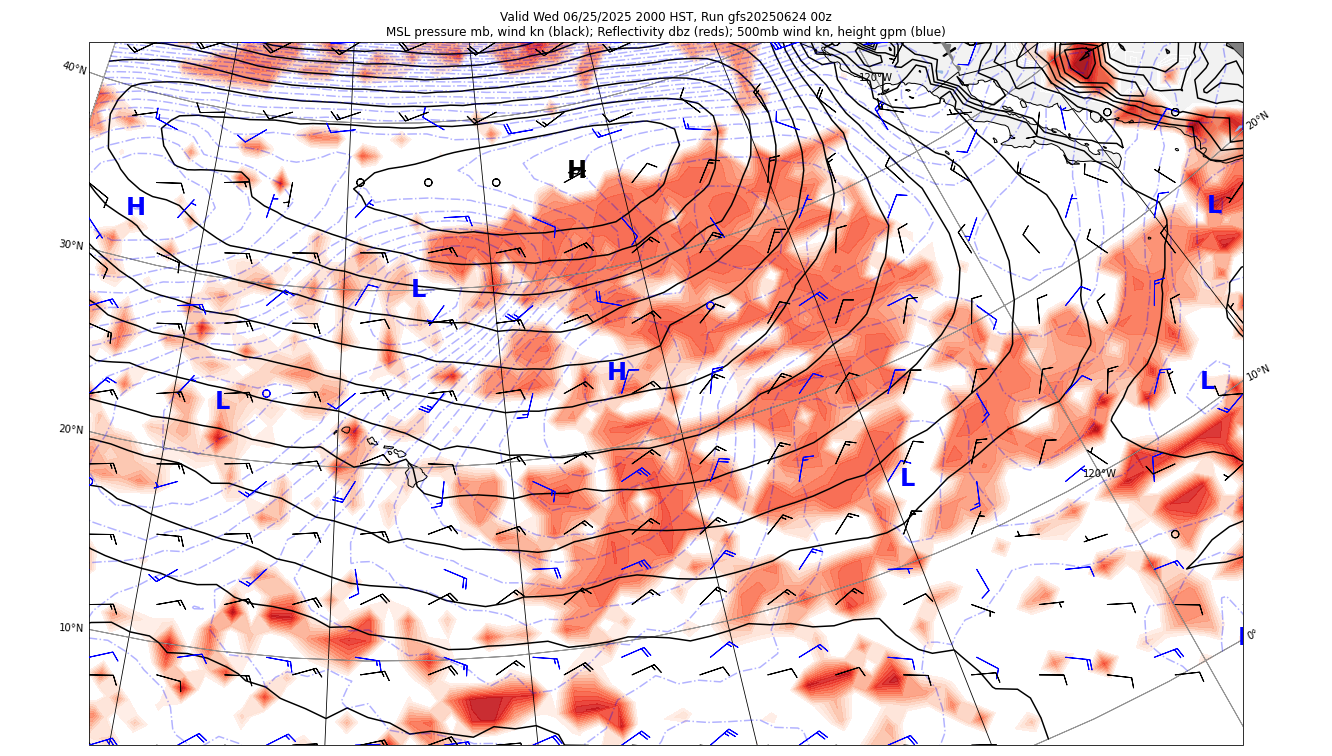 Valid Wed 06/25/2025 2000 HST, Run gfs20250624 00z
MSL pressure mb, wind kn (black); Reflectivity dbz (reds); 500mb wind kn, height gpm (blue)
40°N
120°W
20°N
H
H
L
30°N
L
H
L
10°N
L
20°N
L
120°W
10°N
0°